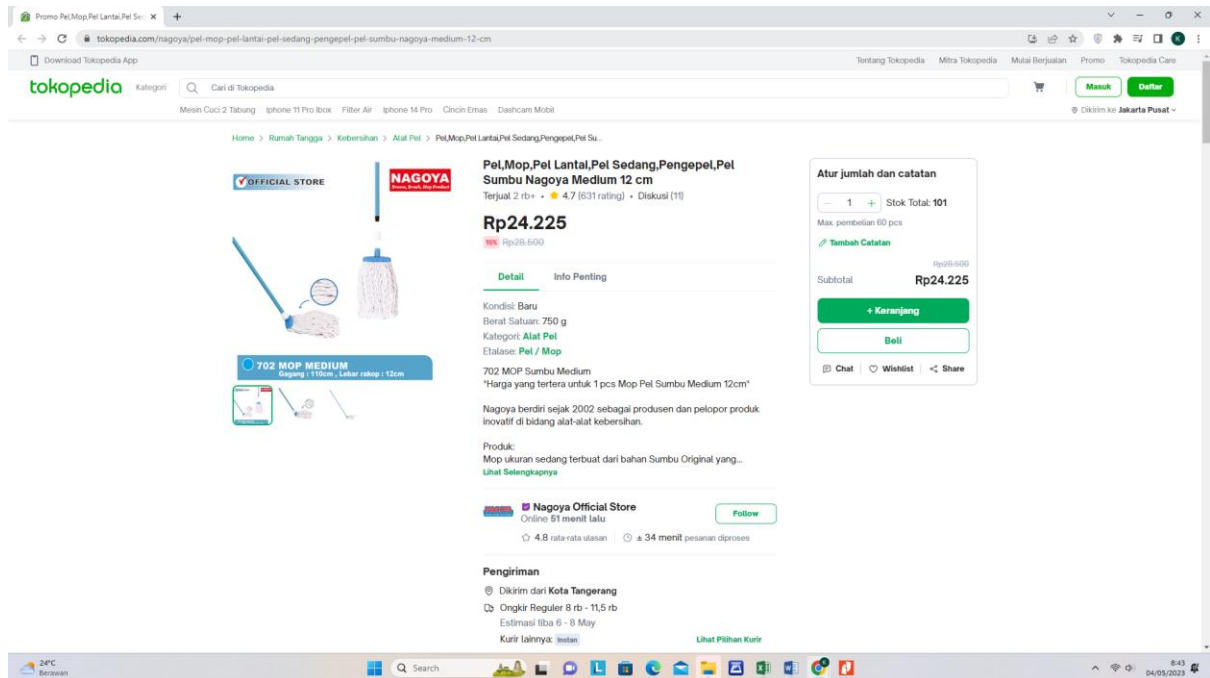 Promo Pel,Mop,Pel Lantai,Pel Sec
tokopedia.com/nagoya/pel-mop-pel-lantai-pel-sedang-pengepel-pel-sumbu-nagoya-medium-12-cm
K
Download Tokopedia App
Tentang Tokopedia Mitra Tokopedia Mulai Berjualan Promo Tokopedia Care
tokopedia Kategori Cari di Tokopedia Masuk Daftar
Mesin Cuci 2 Tabung Iphone 11 Pro Ibox Filter Air Iphone 14 Pro Cincin Emas Dashcam Mobil
Dikirim ke Jakarta Pusat
Home > Rumah Tangga > Kebersihan > Alat Pel > Pel,Mop,Pel Lantai,Pel Sedang,Pengepel,Pel Su...
OFFICIAL STORE
NAGOYA
702 MOP MEDIUM
Gagang : 110cm , Lebar rakop : 12cm
Pel,Mop,Pel Lantai,Pel Sedang,Pengepel,Pel
Sumbu Nagoya Medium 12 cm
Terjual 2 rb+ • 4.7 (631 rating) • Diskusi (11)
Rp24.225
15% Rp28.500
Detail Info Penting
Kondisi: Baru
Berat Satuan: 750 g
Kategori: Alat Pel
Etalase: Pel / Mop
702 MOP Sumbu Medium
*Harga yang tertera untuk 1 pcs Mop Pel Sumbu Medium 12cm*
Nagoya berdiri sejak 2002 sebagai produsen dan pelopor produk
inovatif di bidang alat-alat kebersihan.
Produk:
Mop ukuran sedang terbuat dari bahan Sumbu Original yang...
Lihat Selengkapnya
Nagoya Official Store
Online 51 menit lalu
Follow
4.8 rata-rata ulasan ± 34 menit pesanan diproses
Pengiriman
Dikirim dari Kota Tangerang
Ongkir Reguler 8 rb - 11,5 rb
Estimasi tiba 6 - 8 May
Kurir lainnya: Instan Lihat Pilihan Kurir
Atur jumlah dan catatan
1 Stok Total: 101
Max. pembelian 60 pcs
Tambah Catatan
Rp28.500
Subtotal Rp24.225
+ Keranjang
Beli
Chat Wishlist Share
24°C
Berawan
Search
8:43
04/05/2023